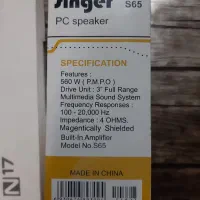 Singer S65
PC speaker
SPECIFICATION
Features :
560 W ( P.M.P.O )
Drive Unit : 3" Full Range
Multimedia Sound System
Frequency Responses :
100 - 20,000 Hz
Impedance : 4 OHMS.
Magentically Shielded
Built-In Amplifier
Model No.S65
MADE IN CHINA
N17